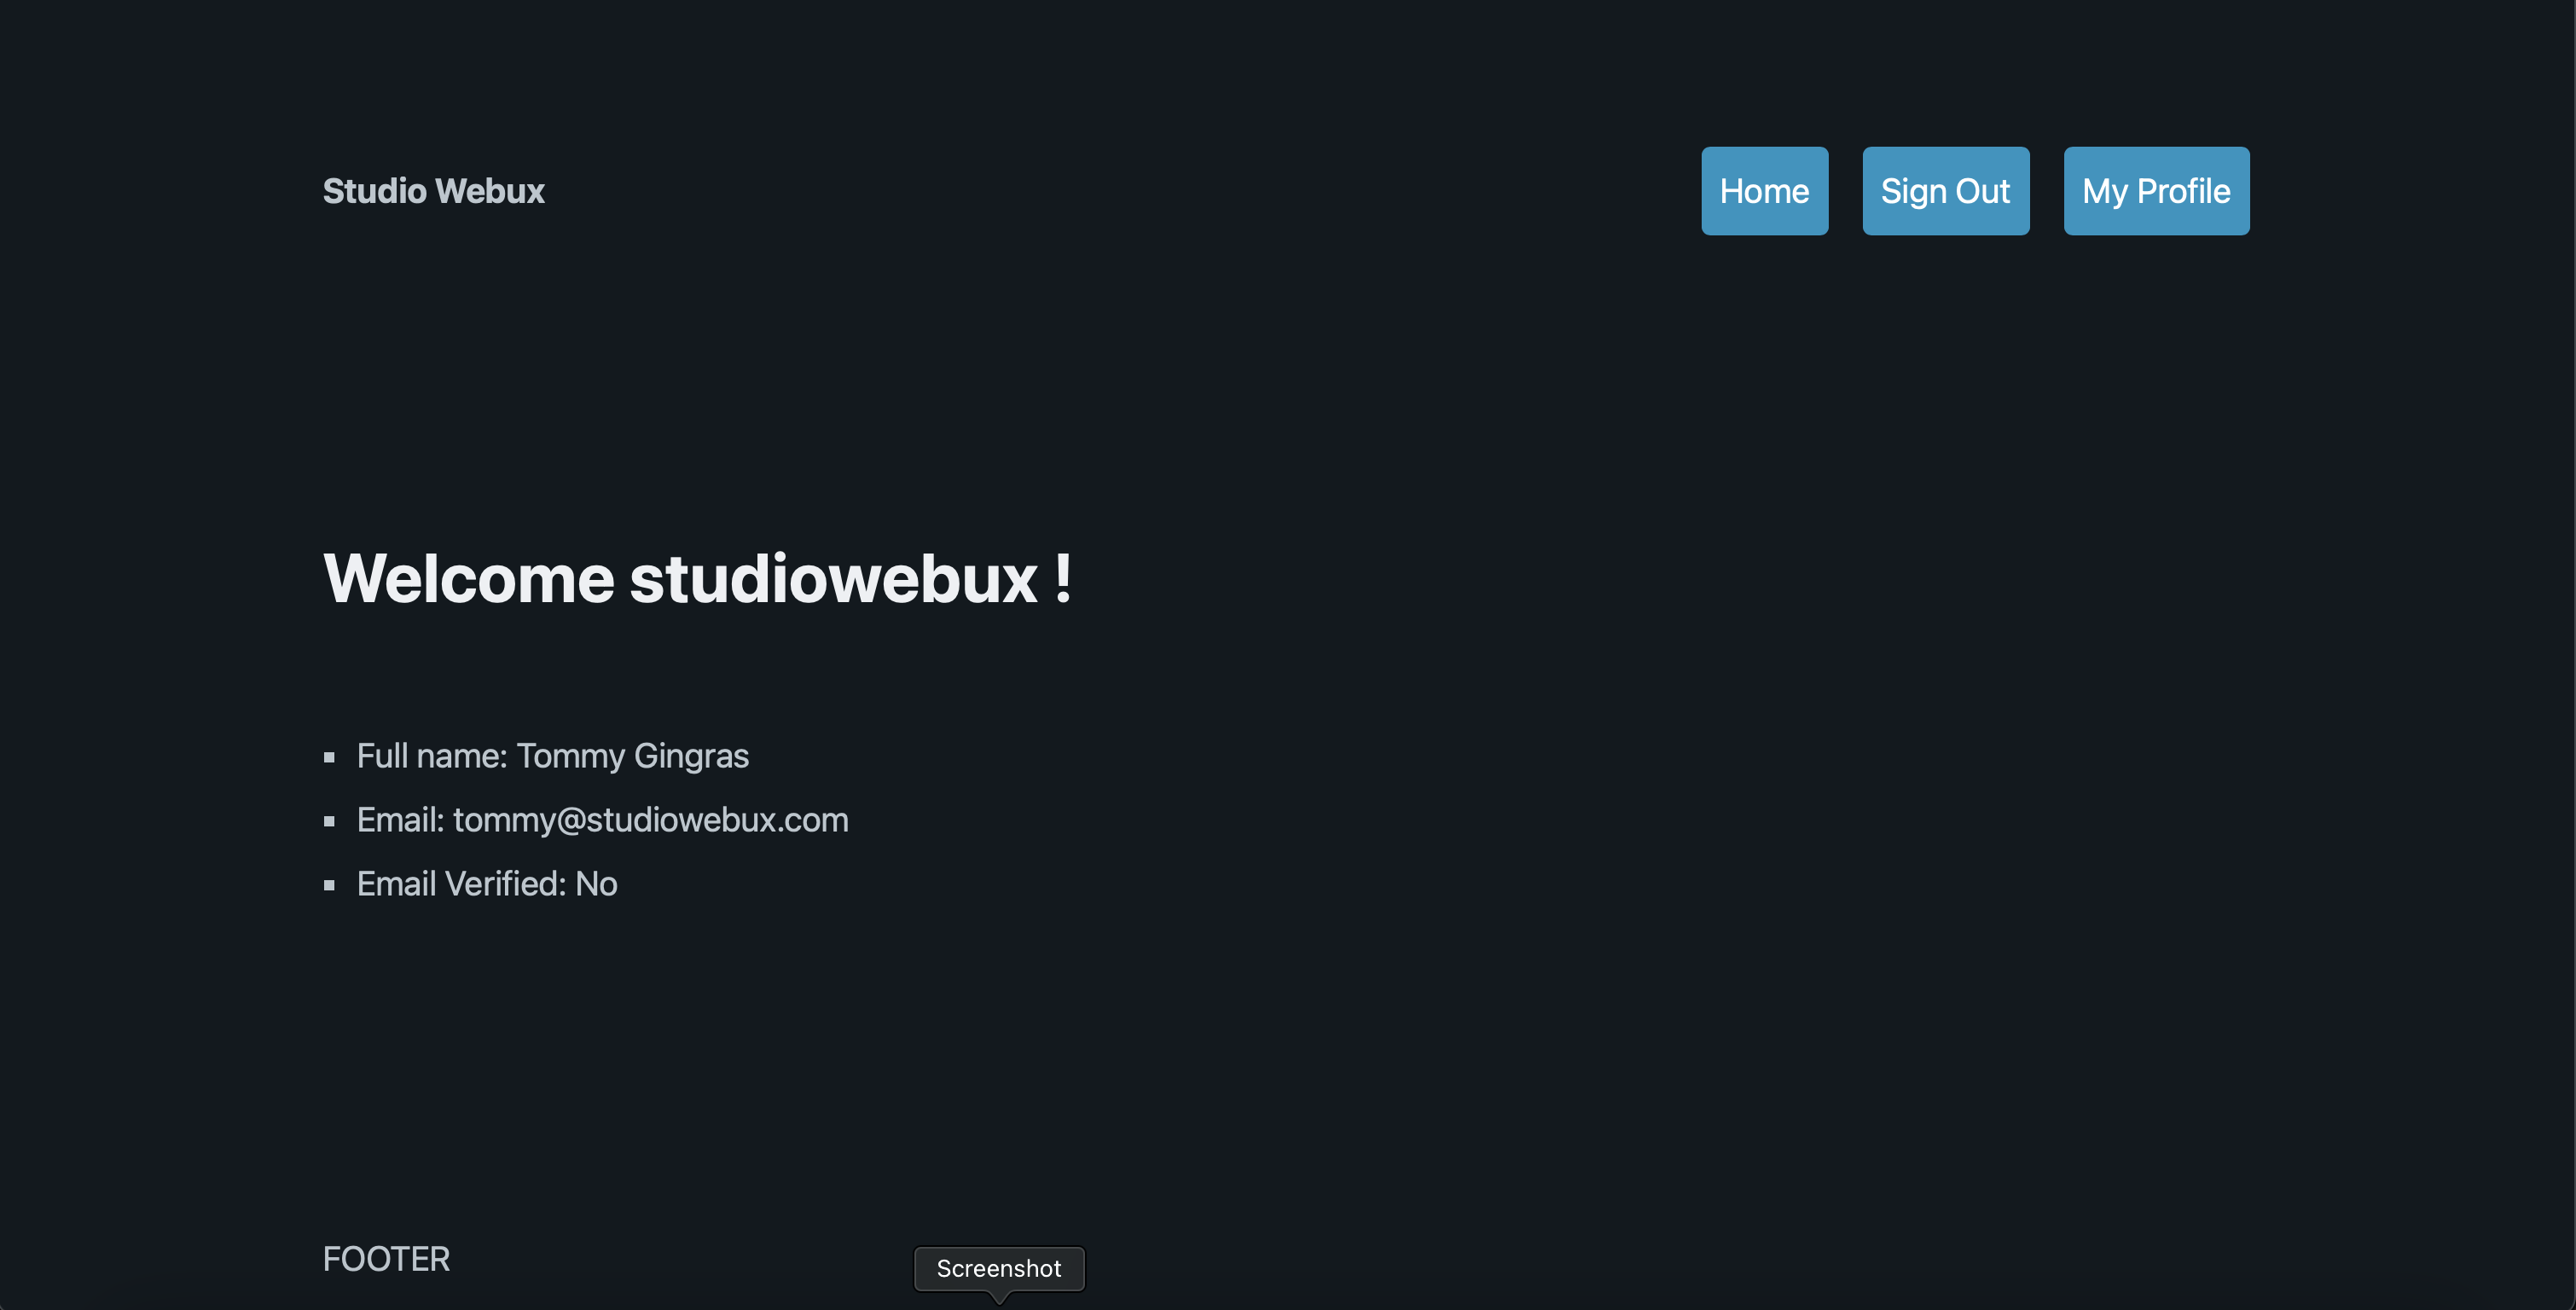 Studio Webux
Home
Sign Out
My Profile
Welcome studiowebux !
Full name: Tommy Gingras
Email: tommy@studiowebux.com
Email Verified: No
FOOTER
Screenshot